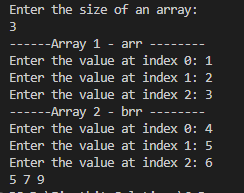 Enter the size of an array:
3
------Array 1 - arr --------
Enter the value at index 0: 1
Enter the value at index 1: 2
Enter the value at index 2: 3
------Array 2 - brr --------
Enter the value at index 0: 4
Enter the value at index 1: 5
Enter the value at index 2: 6
5 7 9